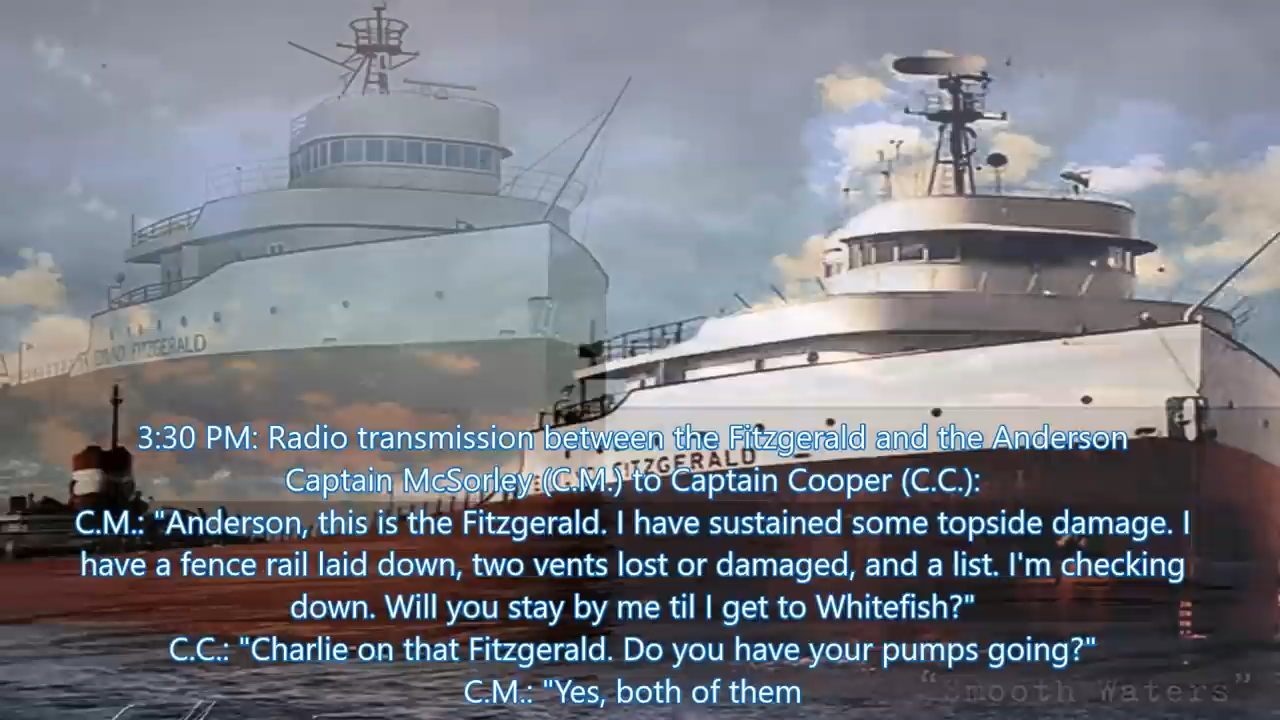 EDMUND FITZGERALD
3:30 PM: Radio transmission between the Fitzgerald and the Anderson
FITZGERALD
Captain McSorley (C.M.) to Captain Cooper (C.C.):
C.M.: "Anderson, this is the Fitzgerald. I have sustained some topside damage. I
have a fence rail laid down, two vents lost or damaged, and a list. I'm checking
down. Will you stay by me til I get to Whitefish?"
C.C.: "Charlie on that Fitzgerald. Do you have your pumps going?"
C.M.: "Yes, both of them
"Smooth Waters"